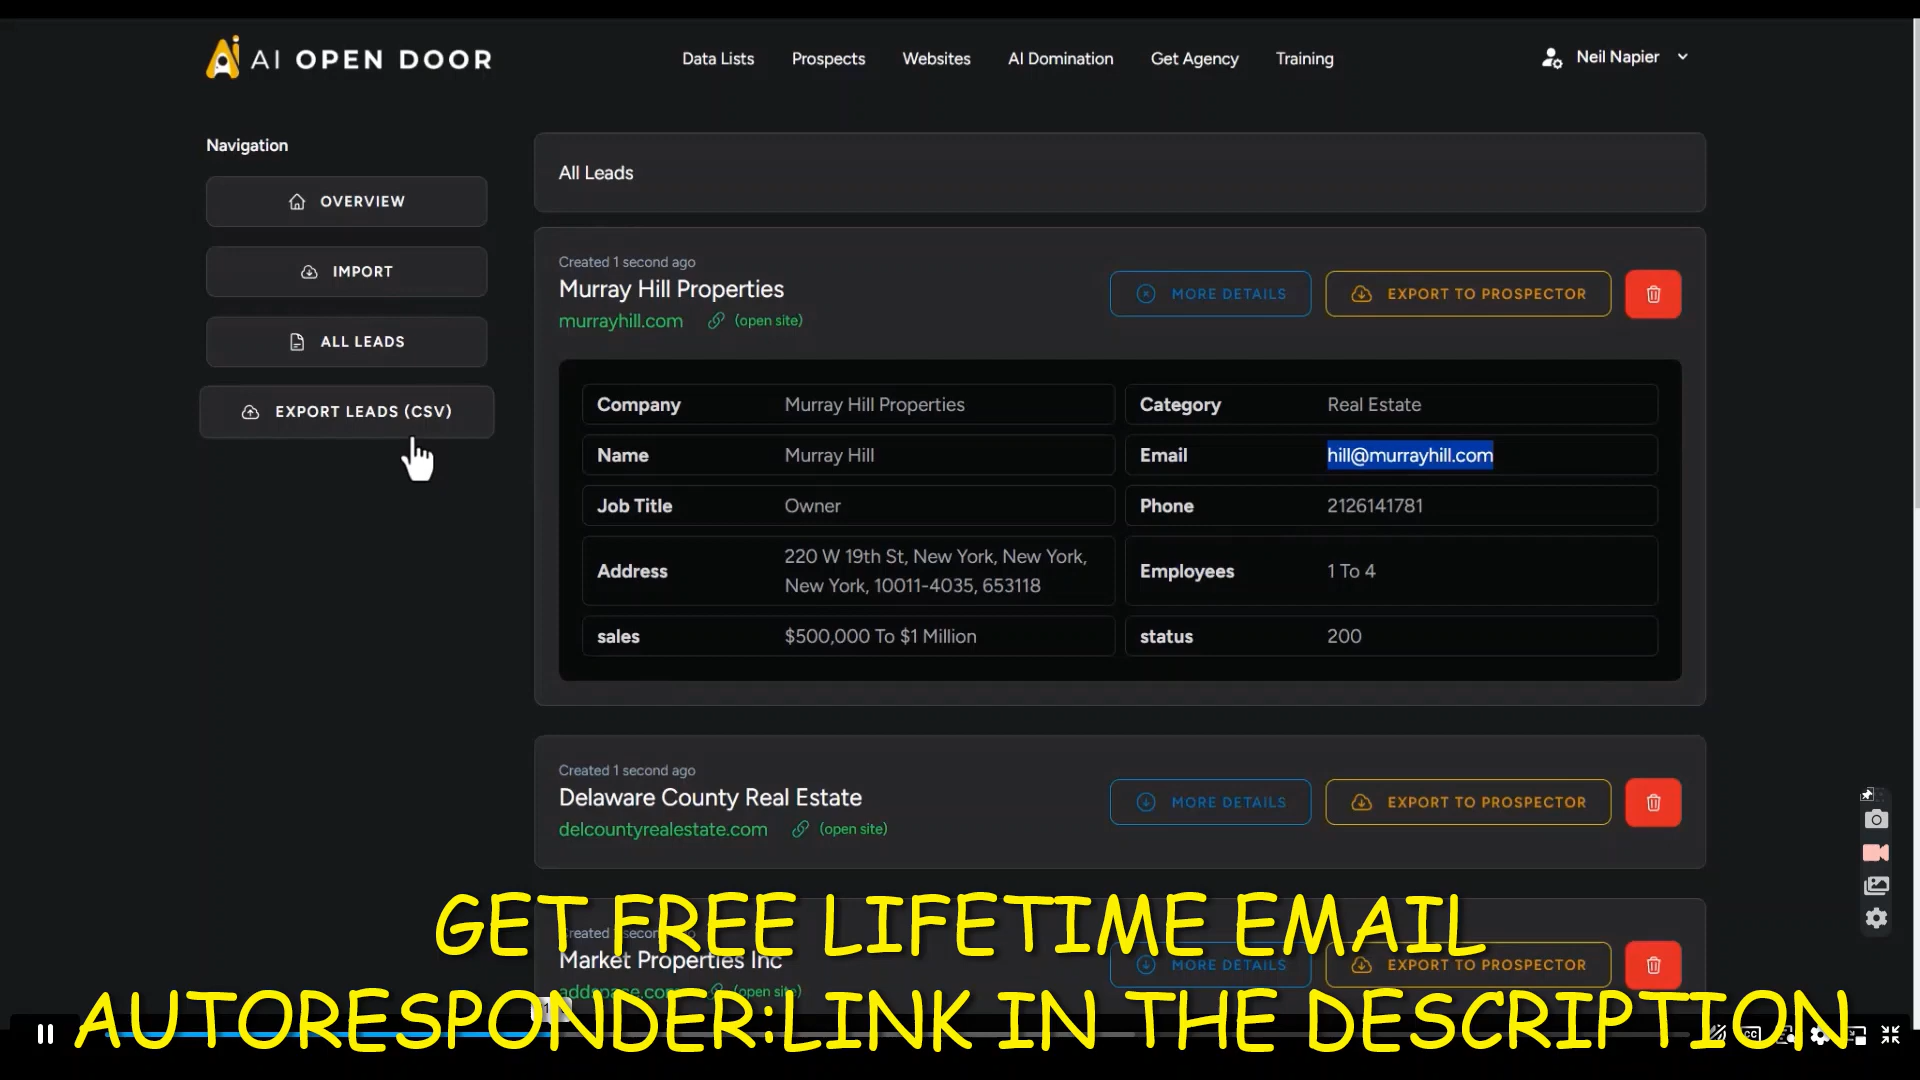 AI OPEN DOOR
Data Lists
Prospects
Websites
AI Domination
Get Agency
Training
Neil Napier
Navigation
OVERVIEW
IMPORT
ALL LEADS
EXPORT LEADS (CSV)
All Leads
Created 1 second ago
Murray Hill Properties
murrayhill.com (open site)
MORE DETAILS
EXPORT TO PROSPECTOR
Company Murray Hill Properties
Category Real Estate
Name Murray Hill
Email hill@murrayhill.com
Job Title Owner
Phone 2126141781
Address 220 W 19th St, New York, New York,
New York, 10011-4035, 653118
Employees 1 To 4
sales $500,000 To $1 Million
status 200
Created 1 second ago
Delaware County Real Estate
delcountyrealestate.com (open site)
MORE DETAILS
EXPORT TO PROSPECTOR
GET FREE LIFETIME EMAIL
Market Properties Inc
MORE DETAILS
EXPORT TO PROSPECTOR
(open site)
AUTORESPONDER:LINK IN THE DESCRIPTION